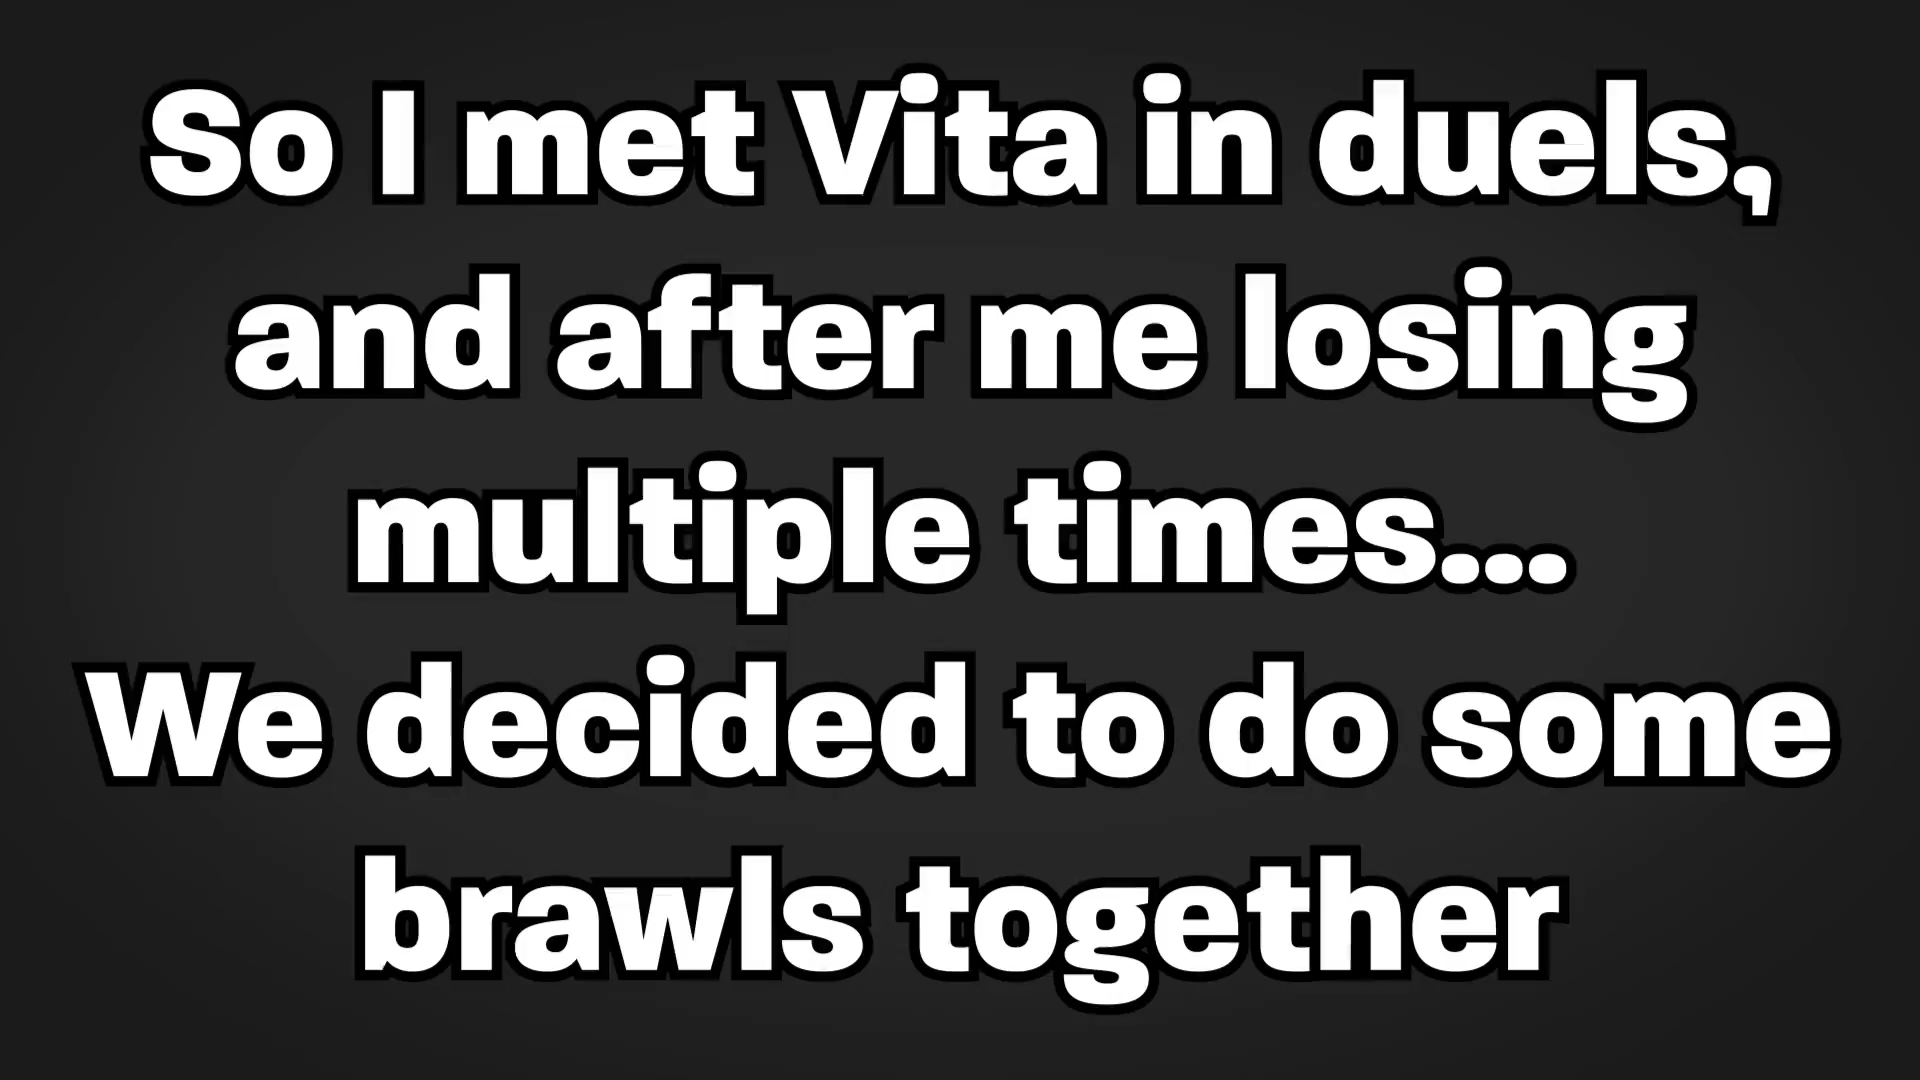 So I met Vita in duels,
and after me losing
multiple times...
We decided to do some
brawls together